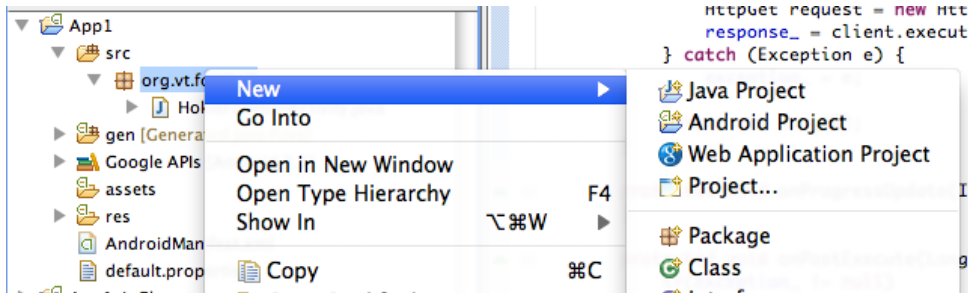 App1
src
org.vt.fo
Hok
gen [Genera
Google APIs
assets
res
AndroidMan
default.prop
New
Go Into
Open in New Window
Open Type Hierarchy F4
Show In ⌥⌘W
Copy ⌘C
HttpGet request = new Htt
response_ = client.execut
} catch (Exception e) {
Java Project
Android Project
Web Application Project
Project...
Package
Class